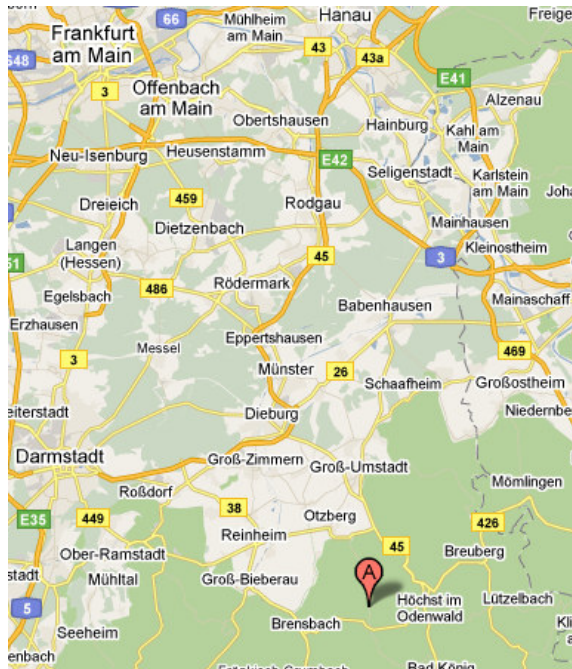 66
Mühlheim
am Main
Hanau
Freige
Frankfurt
am Main
648
43
43a
E41
3
Offenbach
am Main
Alzenau
Obertshausen
Hainburg
Kahl am
Main
Neu-Isenburg
Heusenstamm
E42
Seligenstadt
Karlstein
am Main
Joha
459
Dreieich
Rodgau
Dietzenbach
Mainhausen
Langen
(Hessen)
45
3
Kleinostheim
51
486
Rödermark
Egelsbach
Babenhausen
Mainaschaff
Erzhausen
Eppertshausen
Messel
469
3
Münster
26
Schaafheim
Großostheim
eiterstadt
Dieburg
Niedernbe
Darmstadt
Groß-Zimmern
Groß-Umstadt
Mömlingen
Roßdorf
38
Otzberg
E35
449
426
Reinheim
45
Ober-Ramstadt
Breuberg
stadt
Mühltal
Groß-Bieberau
A
Höchst im
Odenwald
Lützelbach
5
Brensbach
Seeheim
Kli
a
enbach
Fränkisch-Crumbach
Bad König